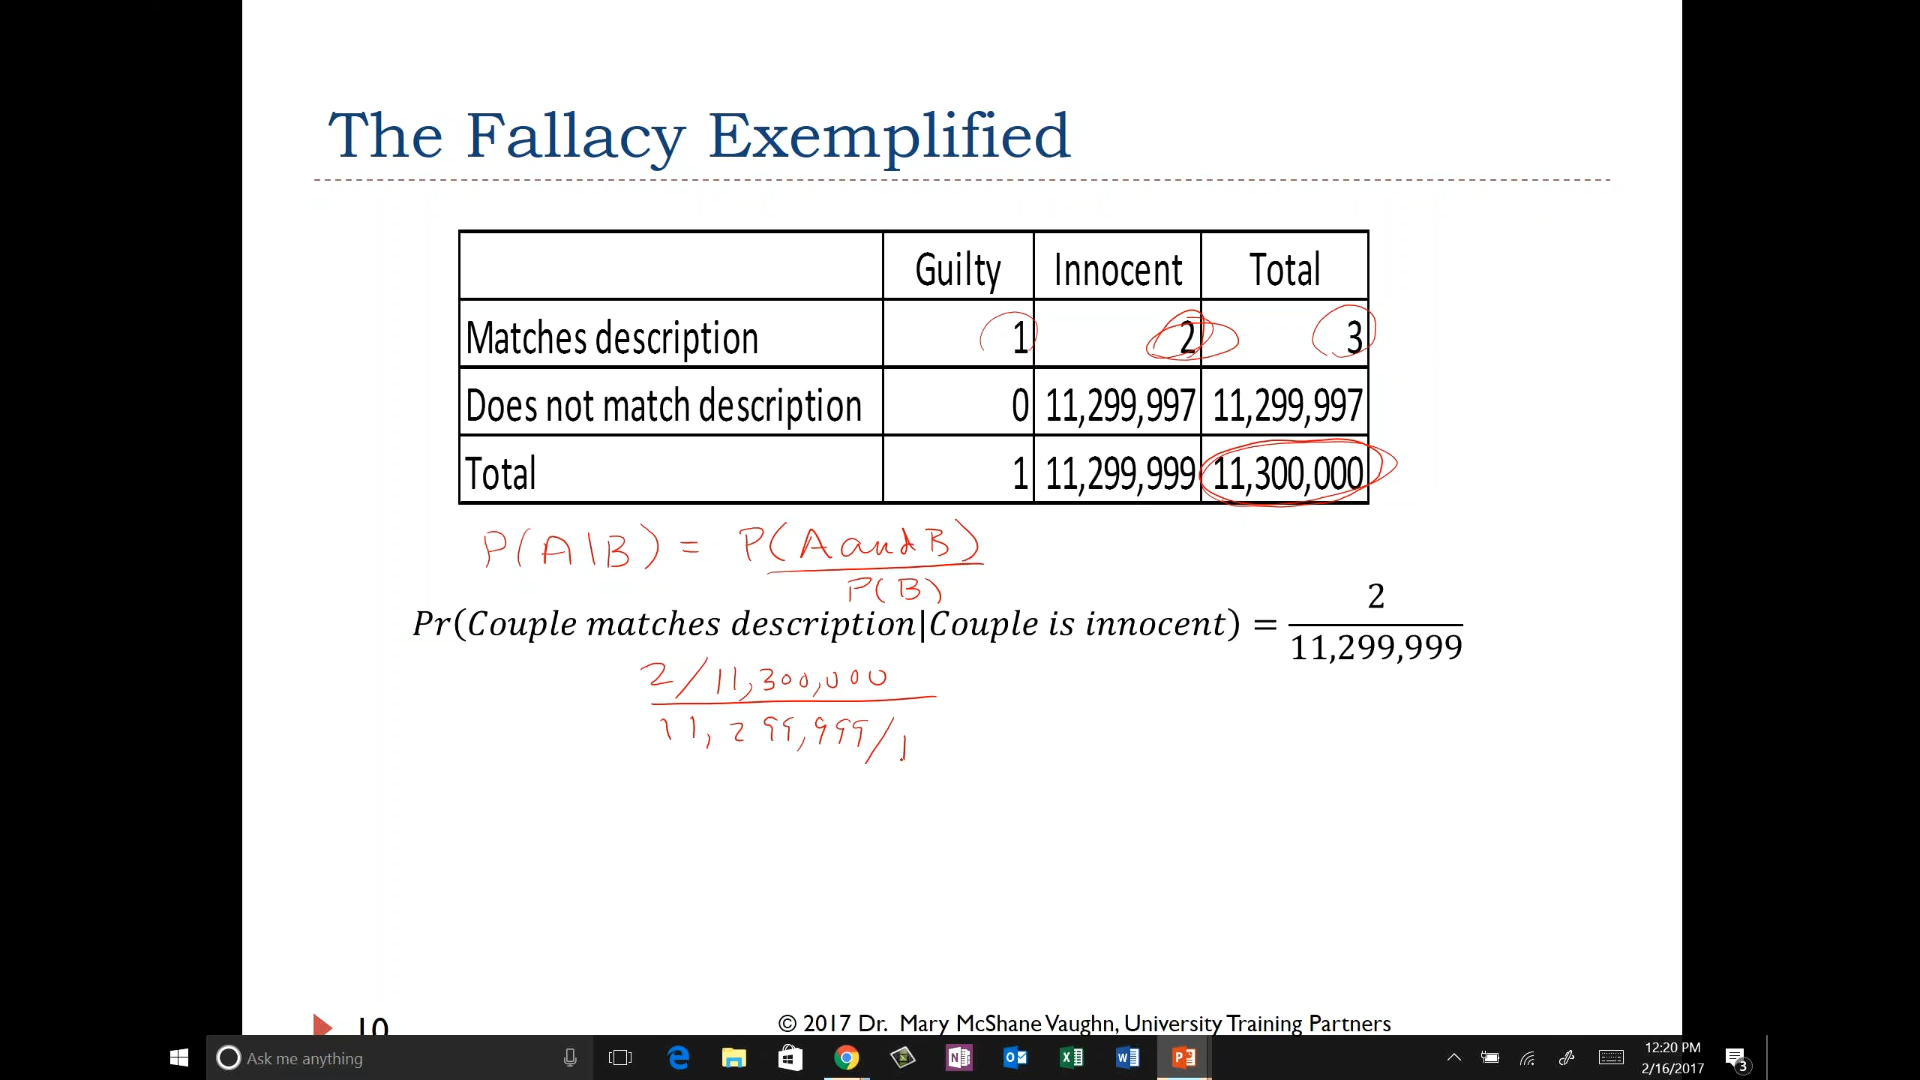 The Fallacy Exemplified
Guilty Innocent Total
Matches description 1 2 3
Does not match description 0 11,299,997 11,299,997
Total 1 11,299,999 11,300,000
P(A|B) = P(A and B)
P(B)
Pr(Couple matches description|Couple is innocent) = 2
11,299,999
2/11,300,000
11,299,999/1
10
© 2017 Dr. Mary McShane Vaughn, University Training Partners
Ask me anything
12:20 PM
2/16/2017
3